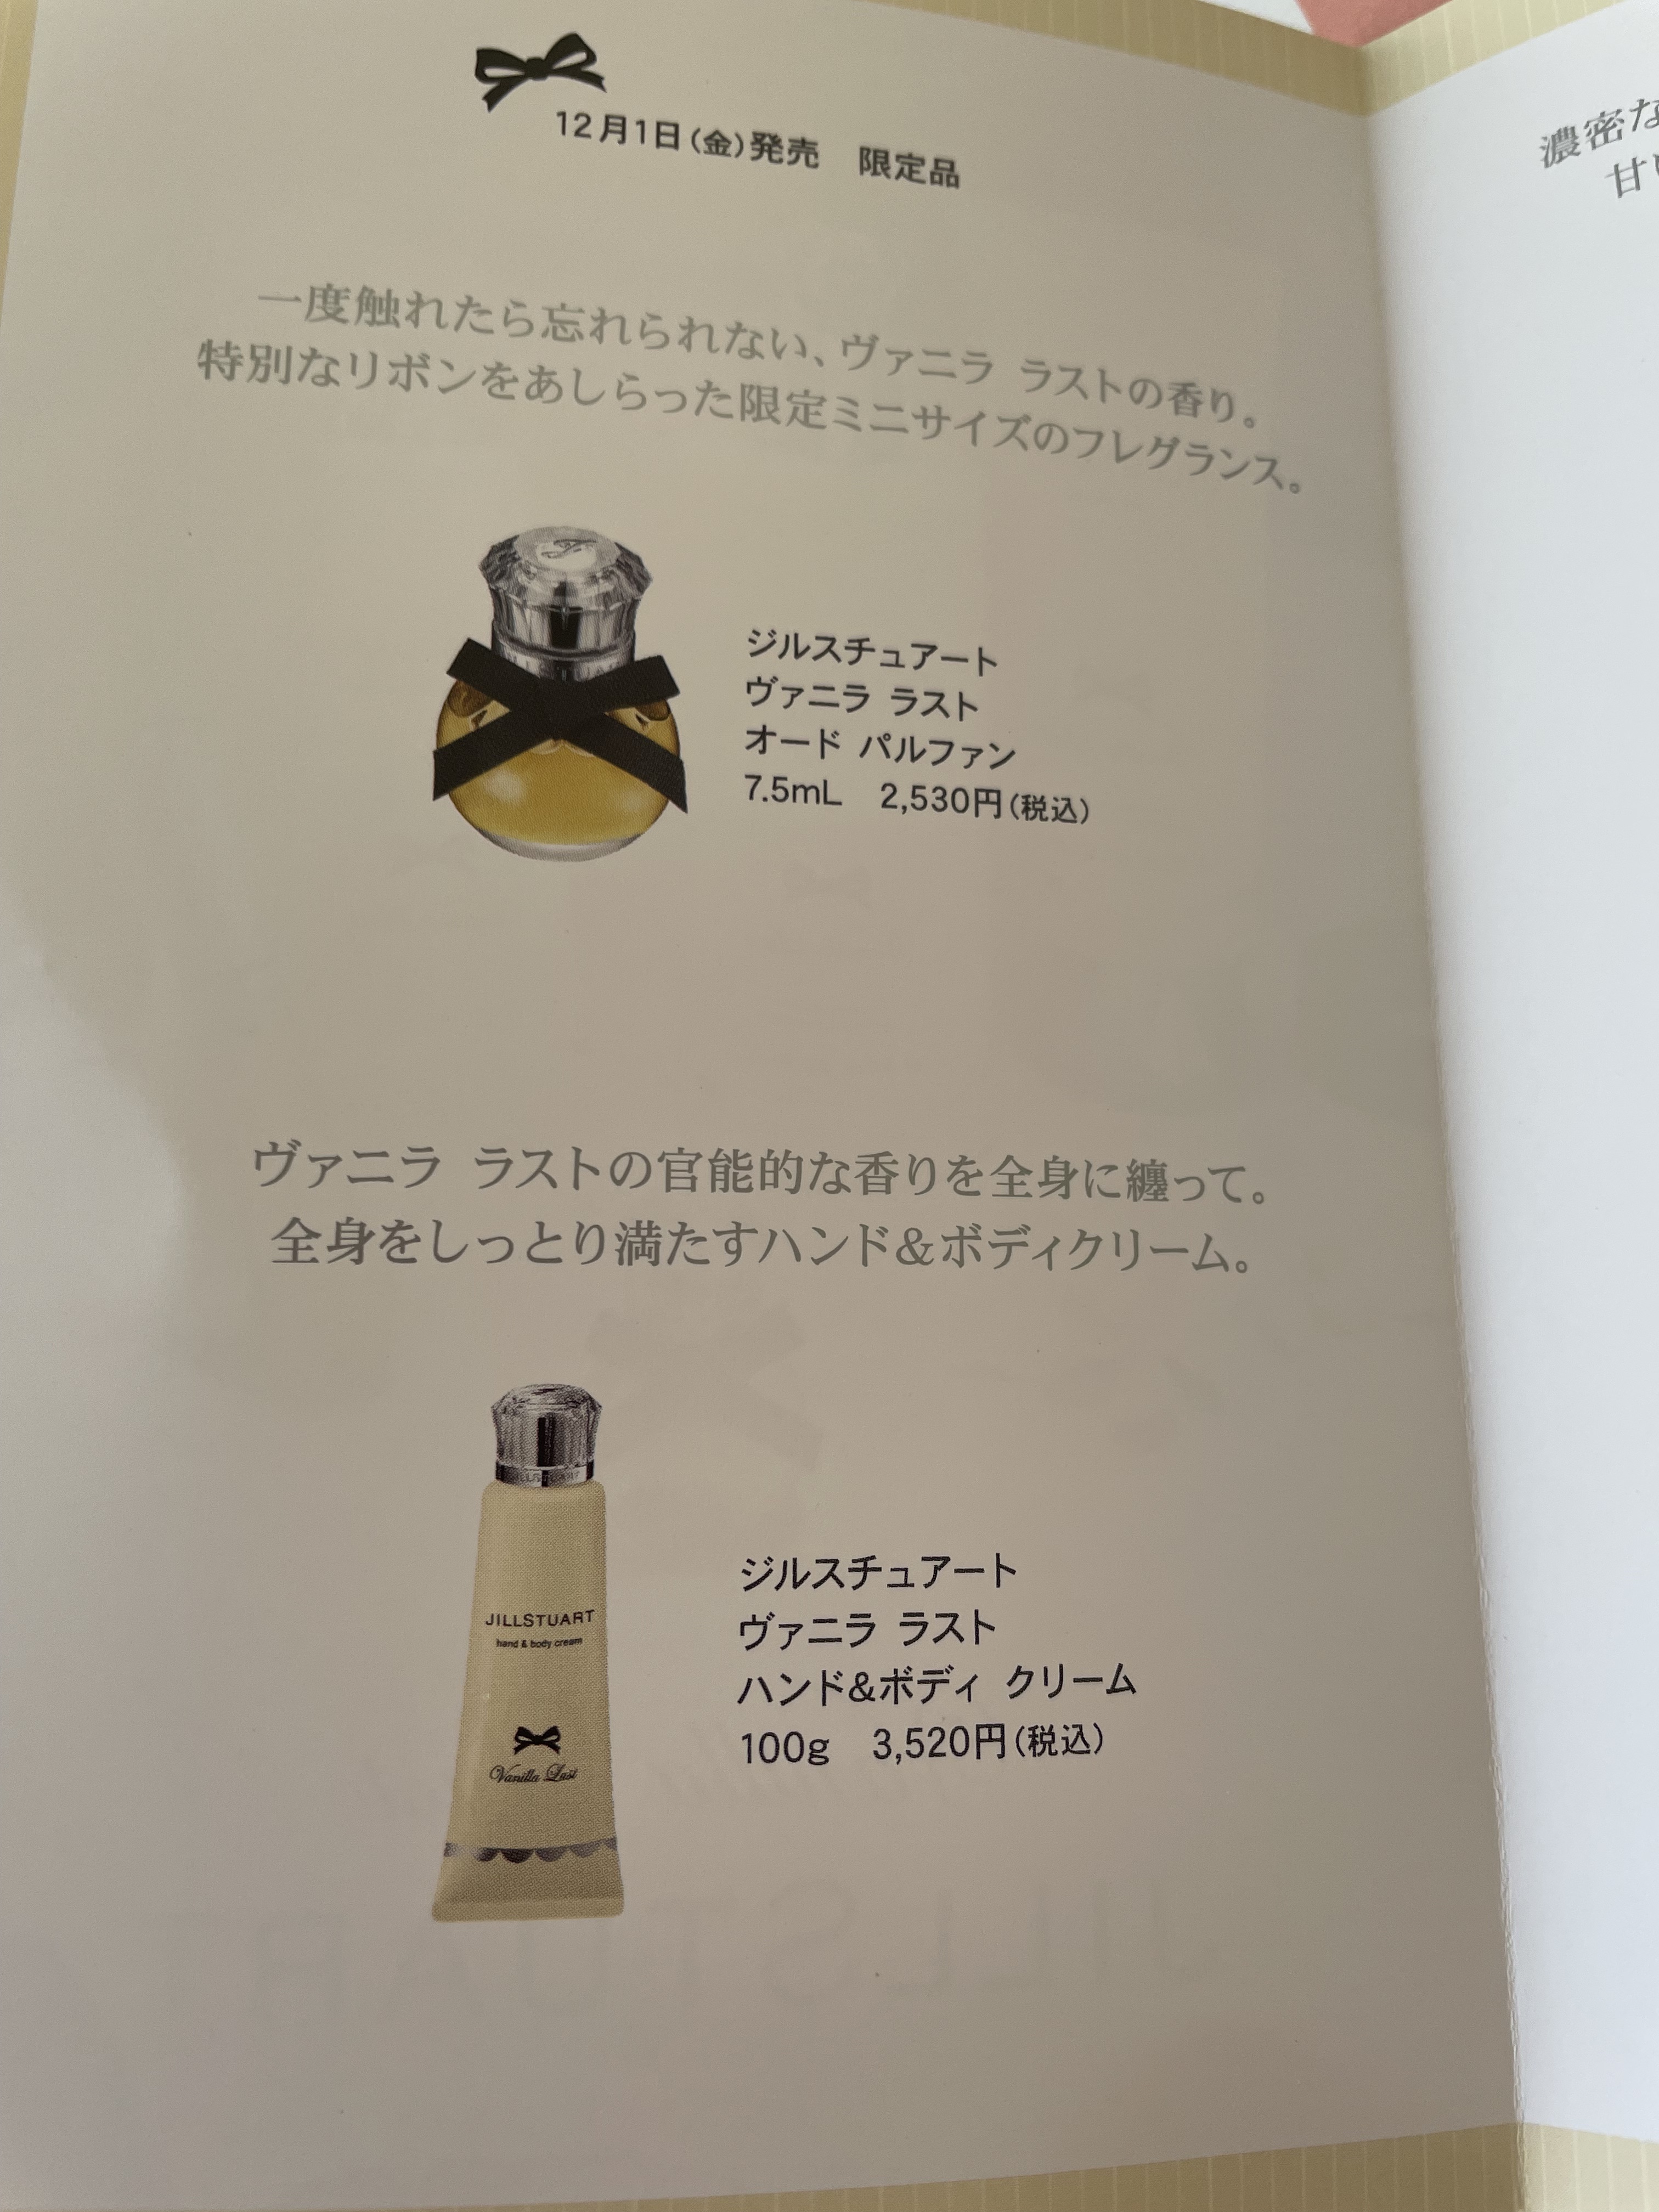 12月1日(金)発売　限定品
一度触れたら忘れられない、ヴァニラ ラストの香り。
特別なリボンをあしらった限定ミニサイズのフレグランス。
JILLSTUART
ジルスチュアート
ヴァニラ ラスト
オード パルファン
7.5mL　2,530円(税込)
ヴァニラ ラストの官能的な香りを全身に纏って。
全身をしっとり満たすハンド&ボディクリーム。
JILLSTUART
JILLSTUART
hand & body cream
Vanilla Lust
ジルスチュアート
ヴァニラ ラスト
ハンド&ボディ クリーム
100g　3,520円(税込)
濃密な
甘い